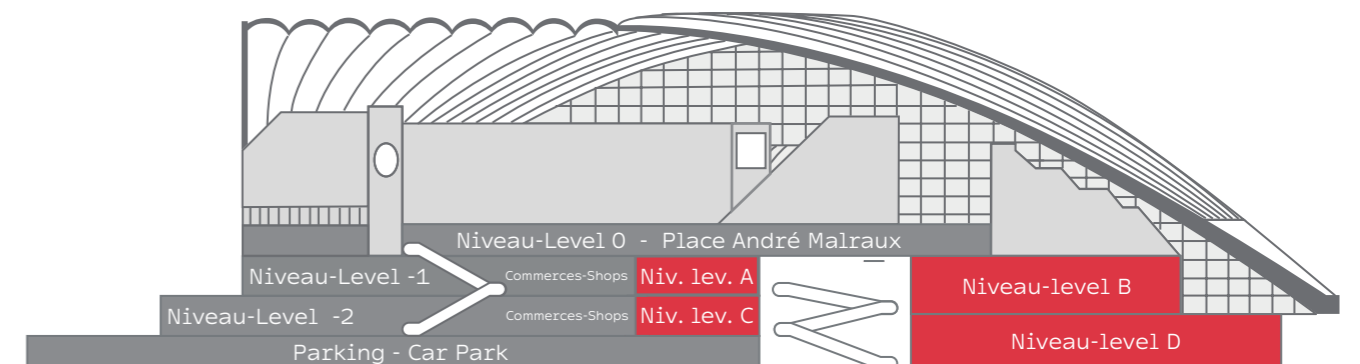 Niveau-Level 0 - Place André Malraux
Niveau-Level -1
Commerces-Shops
Niv. lev. A
Niveau-level B
Niveau-Level -2
Commerces-Shops
Niv. lev. C
Niveau-level D
Parking - Car Park